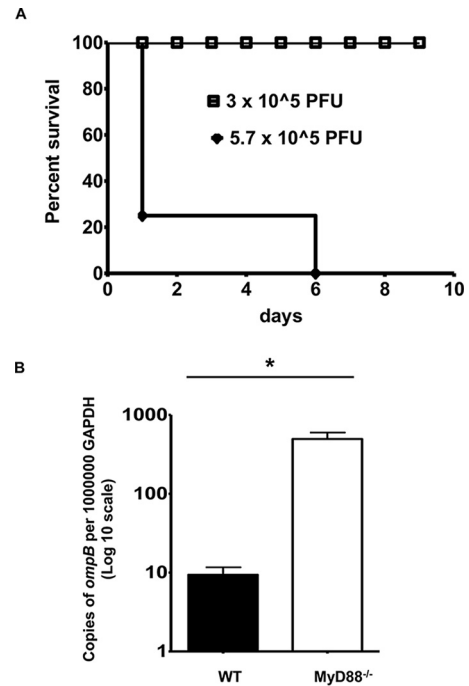 A
100
80
60
40
20
0
Percent survival
3 x 10^5 PFU
5.7 x 10^5 PFU
0 2 4 6 8 10
days
B
*
1000
100
10
1
Copies of ompB per 1000000 GAPDH
(Log 10 scale)
WT MyD88-/-